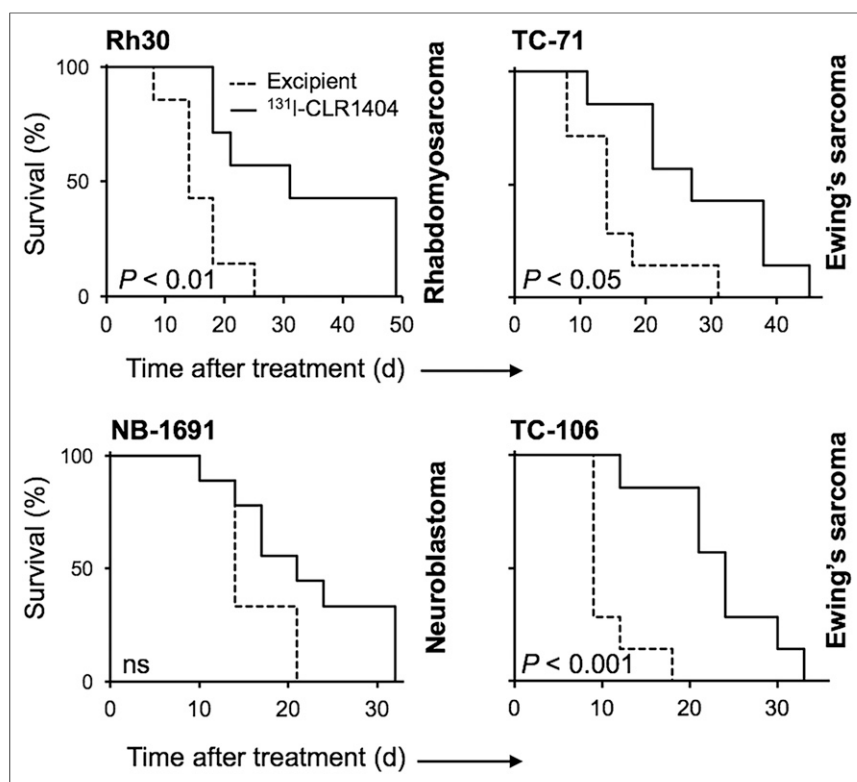 Rh30
100
50
0
Survival (%)
Excipient
¹³¹I-CLR1404
P < 0.01
0 10 20 30 40 50
Rhabdomyosarcoma
TC-71
P < 0.05
0 10 20 30 40
Ewing's sarcoma
Time after treatment (d)
NB-1691
100
50
0
Survival (%)
ns
0 10 20 30
Neuroblastoma
TC-106
P < 0.001
0 10 20 30
Ewing's sarcoma
Time after treatment (d)